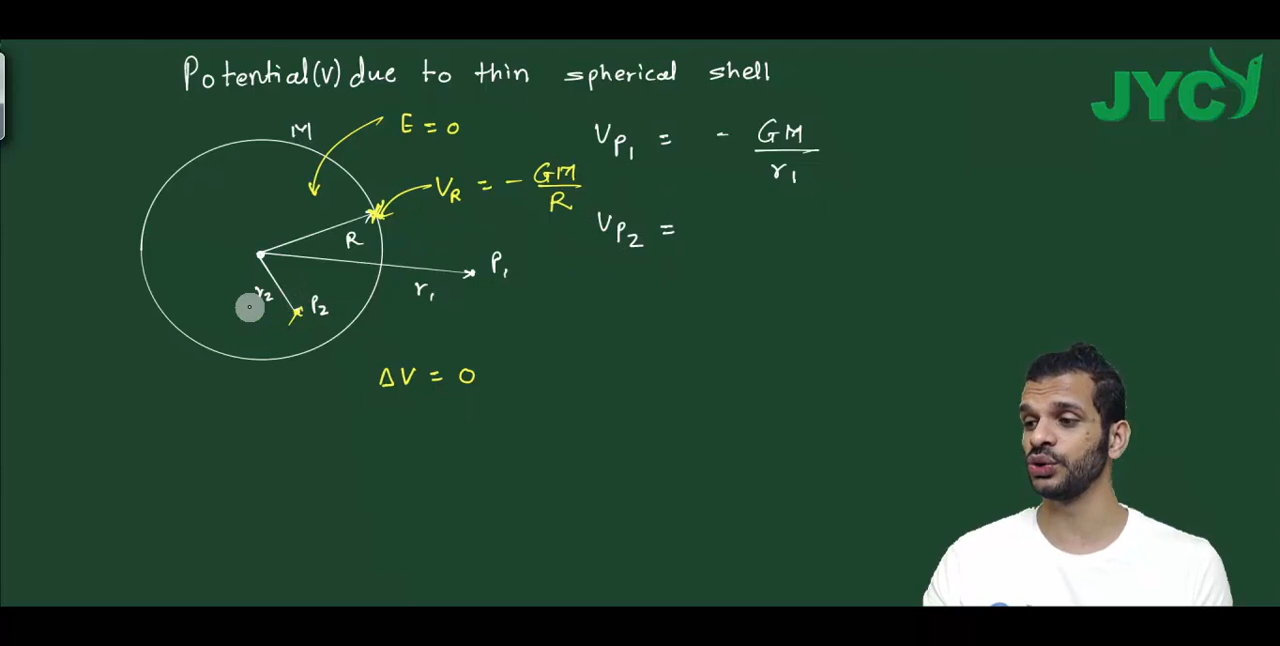 Potential(V) due to thin spherical shell
JYC
M
E = 0
V_P1 = - GM/r1
V_R = - GM/R
R
V_P2 =
P1
r1
r2
P2
ΔV = 0